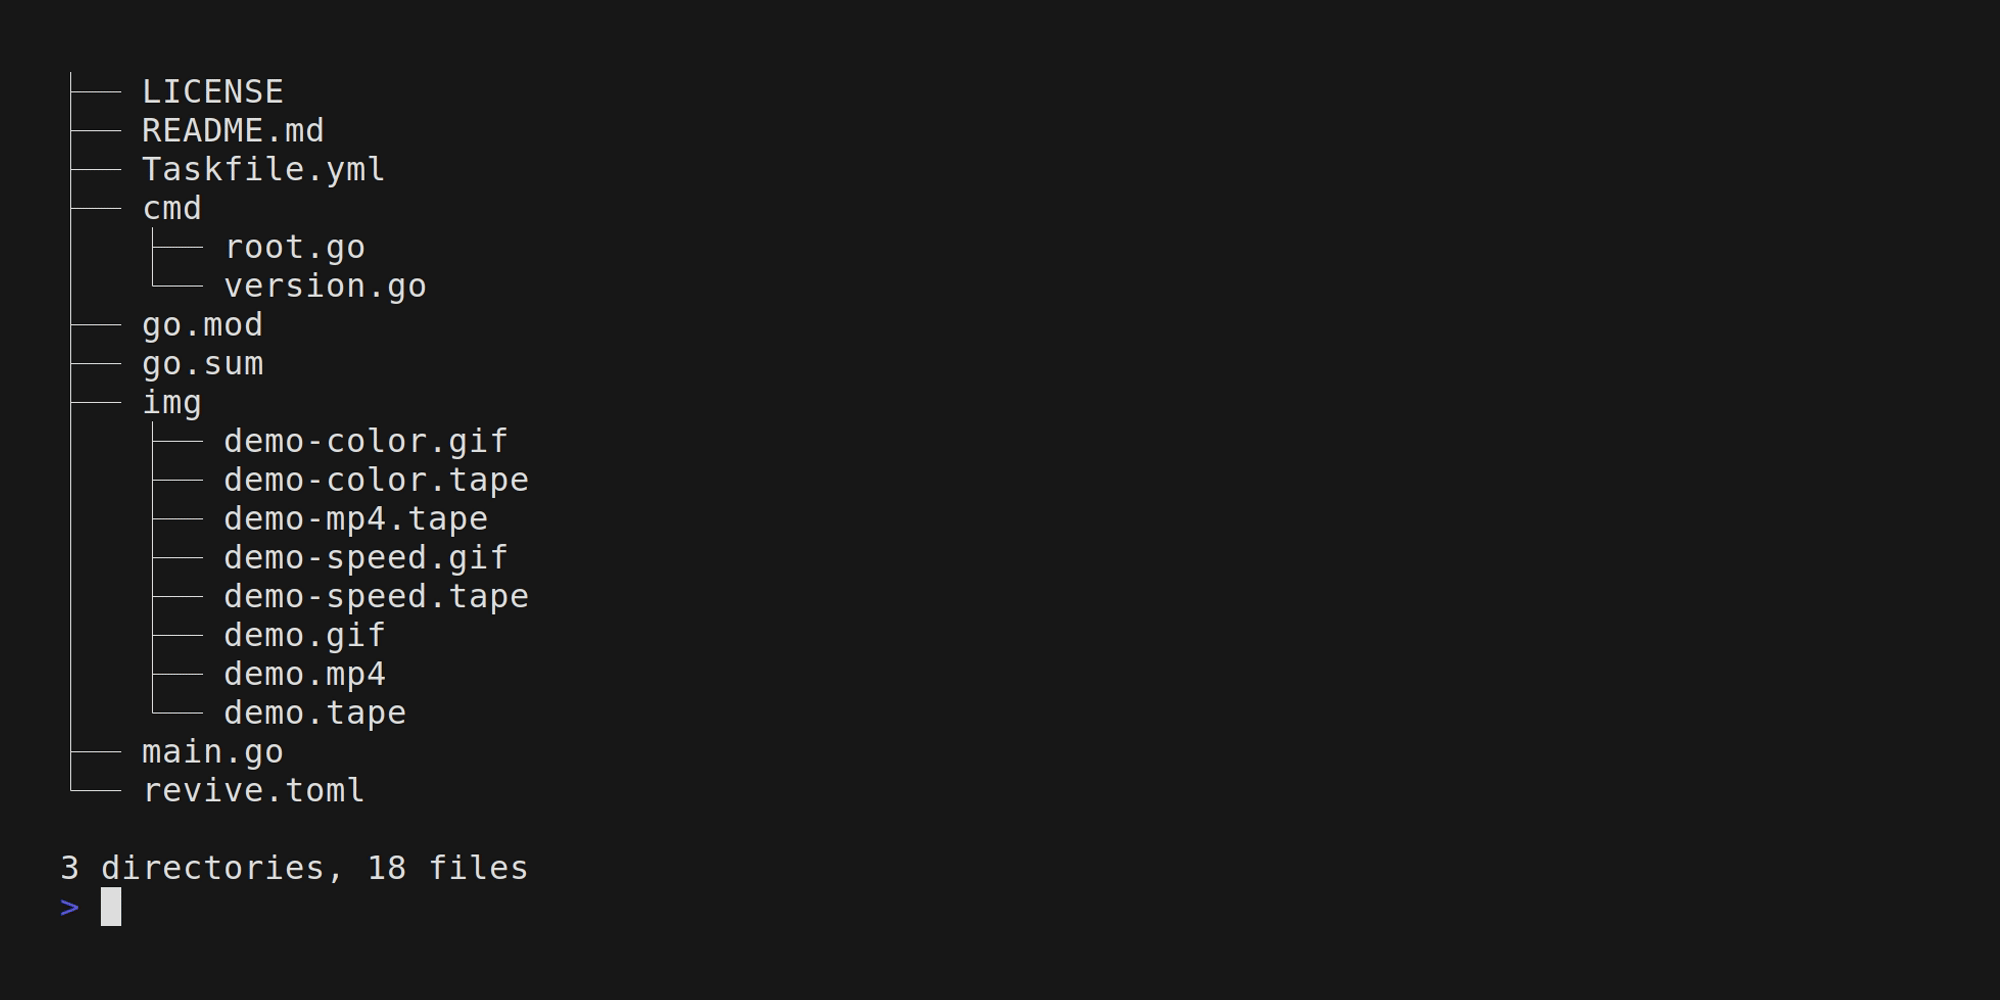 ├── LICENSE
├── README.md
├── Taskfile.yml
├── cmd
│   ├── root.go
│   └── version.go
├── go.mod
├── go.sum
├── img
│   ├── demo-color.gif
│   ├── demo-color.tape
│   ├── demo-mp4.tape
│   ├── demo-speed.gif
│   ├── demo-speed.tape
│   ├── demo.gif
│   ├── demo.mp4
│   └── demo.tape
├── main.go
└── revive.toml
3 directories, 18 files
>